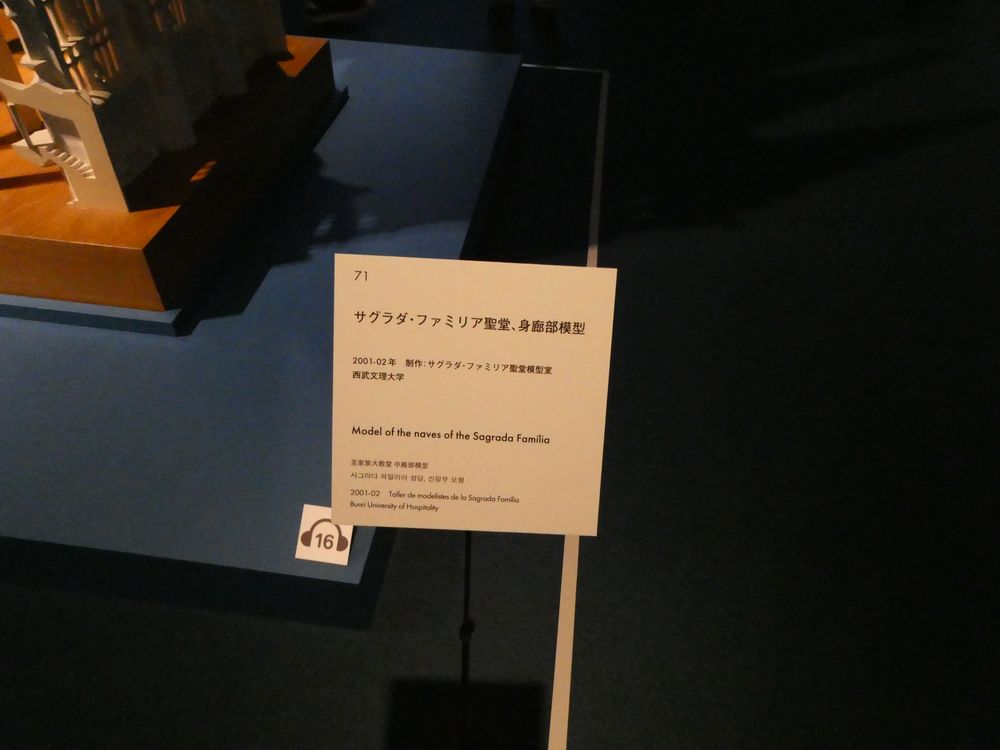 71
サグラダ・ファミリア聖堂、身廊部模型
2001-02年　制作：サグラダ・ファミリア聖堂模型室
西武文理大学
Model of the naves of the Sagrada Família
圣家族大教堂 中殿部模型
사그라다 파밀리아 성당, 신랑부 모형
2001-02　Taller de modelistes de la Sagrada Família
Bunri University of Hospitality
16